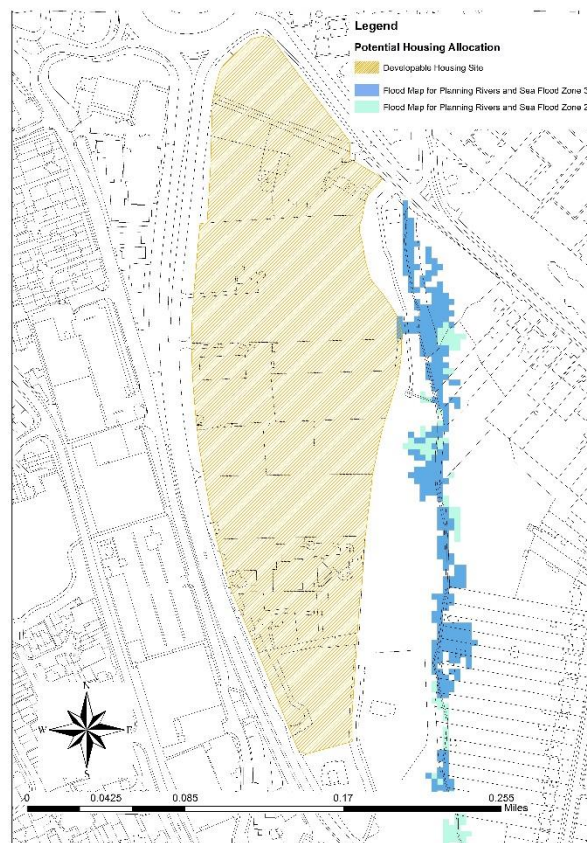 Legend
Potential Housing Allocation
Developable Housing Site
Flood Map for Planning Rivers and Sea Flood Zone 3
Flood Map for Planning Rivers and Sea Flood Zone 2
N
W
E
S
0 0.0425 0.085 0.17 0.255
Miles